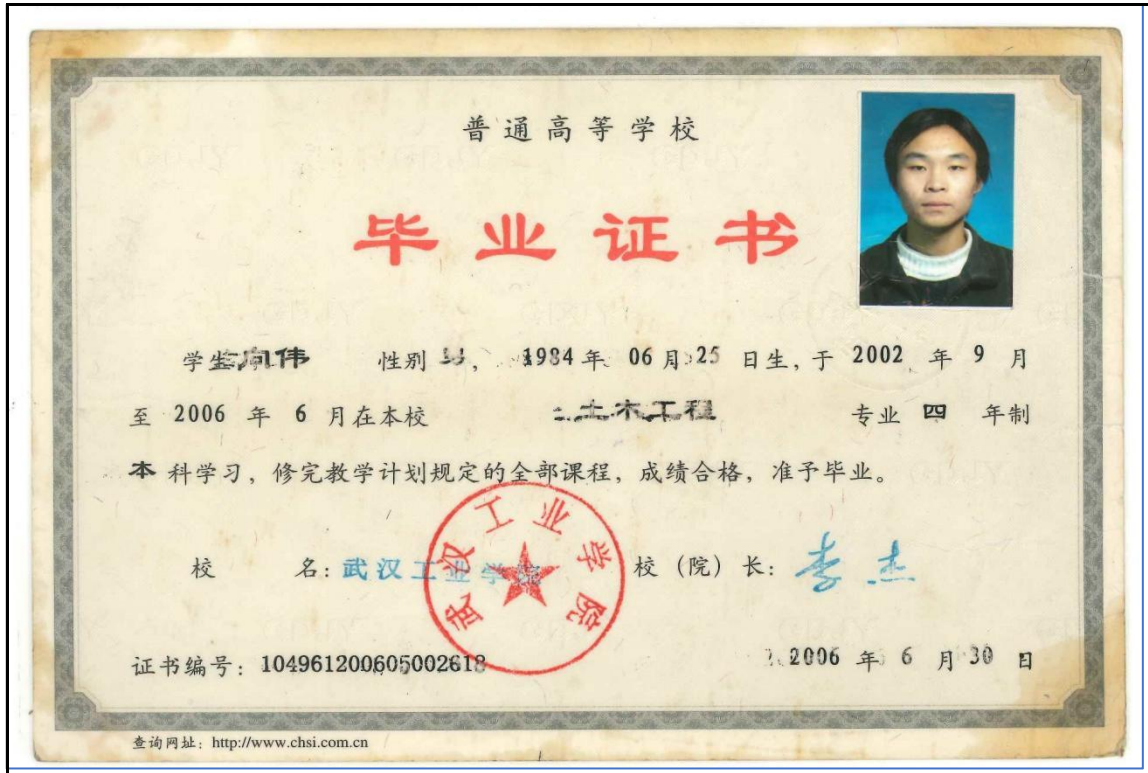 普通高等学校
毕业证书
学生 向伟 性别 男, 1984 年 06 月 25 日生, 于 2002 年 9 月
至 2006 年 6 月在本校 土木工程 专业 四 年制
本 科学习, 修完教学计划规定的全部课程, 成绩合格, 准予毕业。
校 名: 武汉工业学院 校 (院) 长: 李杰
武汉工业学院
证书编号: 104961200605002618 2006 年 6 月 30 日
查询网址: http://www.chsi.com.cn